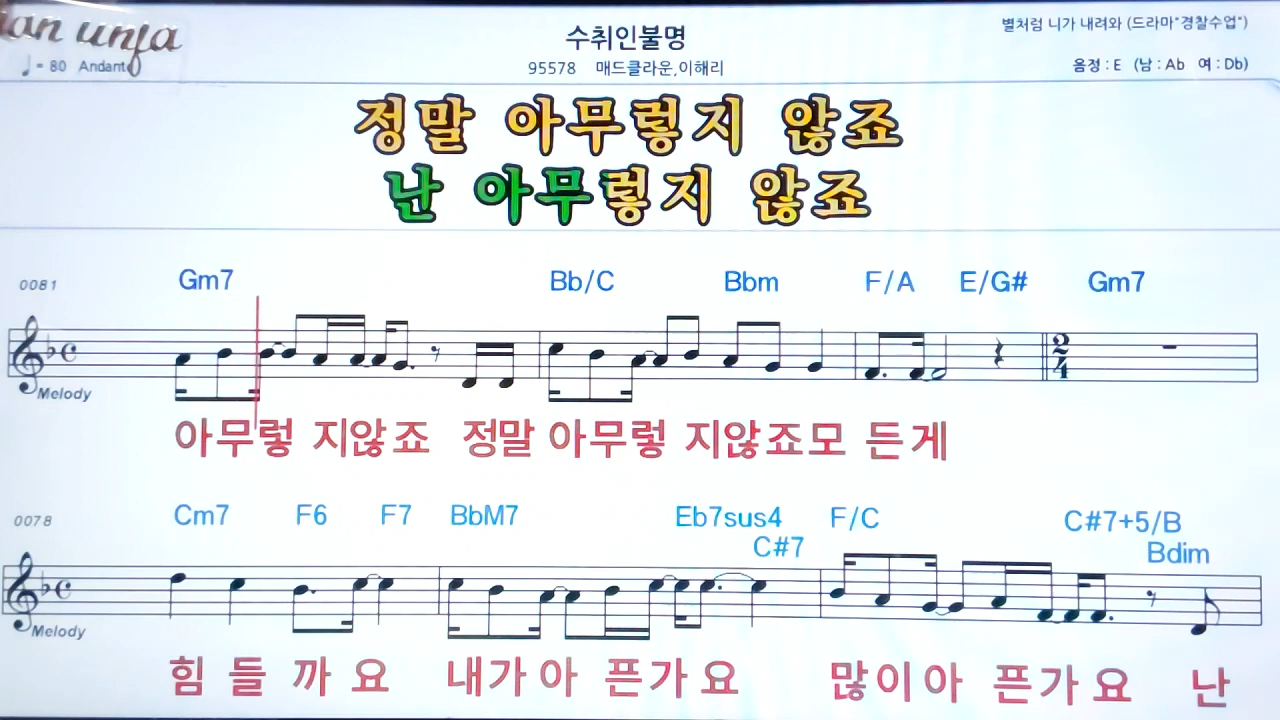 an unfa
♩= 80 Andante
수취인불명
95578 매드클라운,이해리
별처럼 니가 내려와 (드라마"경찰수업")
음정 : E (남 : Ab 여 : Db)
정말 아무렇지 않죠
난 아무렇지 않죠
0081
Gm7 Bb/C Bbm F/A E/G# Gm7
2
4
Melody
아무렇 지않죠 정말 아무렇 지않죠모 든게
0078
Cm7 F6 F7 BbM7 Eb7sus4 C#7 F/C C#7+5/B Bdim
Melody
힘 들 까 요 내가아 픈가요 많이아 픈가요 난